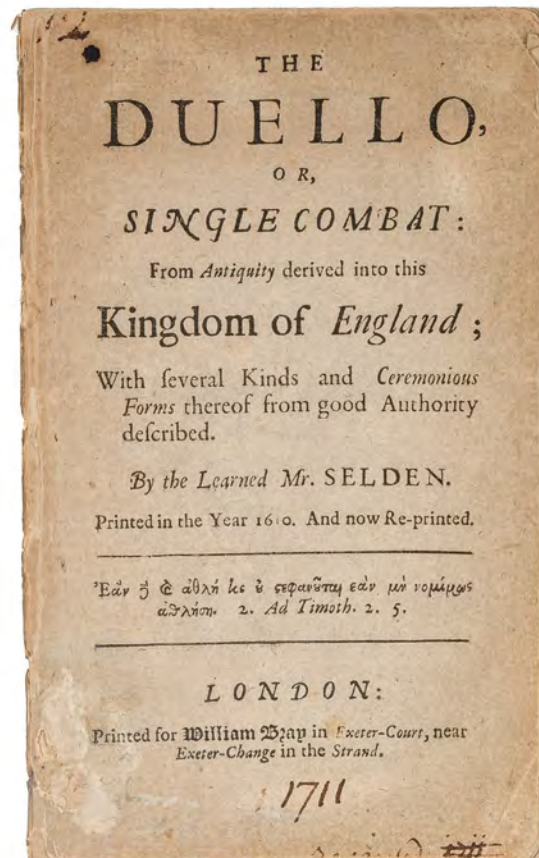 THE
DUELLO,
OR,
SINGLE COMBAT:
From Antiquity derived into this
Kingdom of England;
With ſeveral Kinds and Ceremonious
Forms thereof from good Authority
deſcribed.
By the Learned Mr. SELDEN.
Printed in the Year 1610. And now Re-printed.
Ἐὰν δὲ καὶ ἀθλῇ τις οὐ στεφανοῦται ἐὰν μὴ νομίμως
ἀθλήσῃ. 2. Ad Timoth. 2. 5.
LONDON:
Printed for William Bray in Exeter-Court, near
Exeter-Change in the Strand.
1711